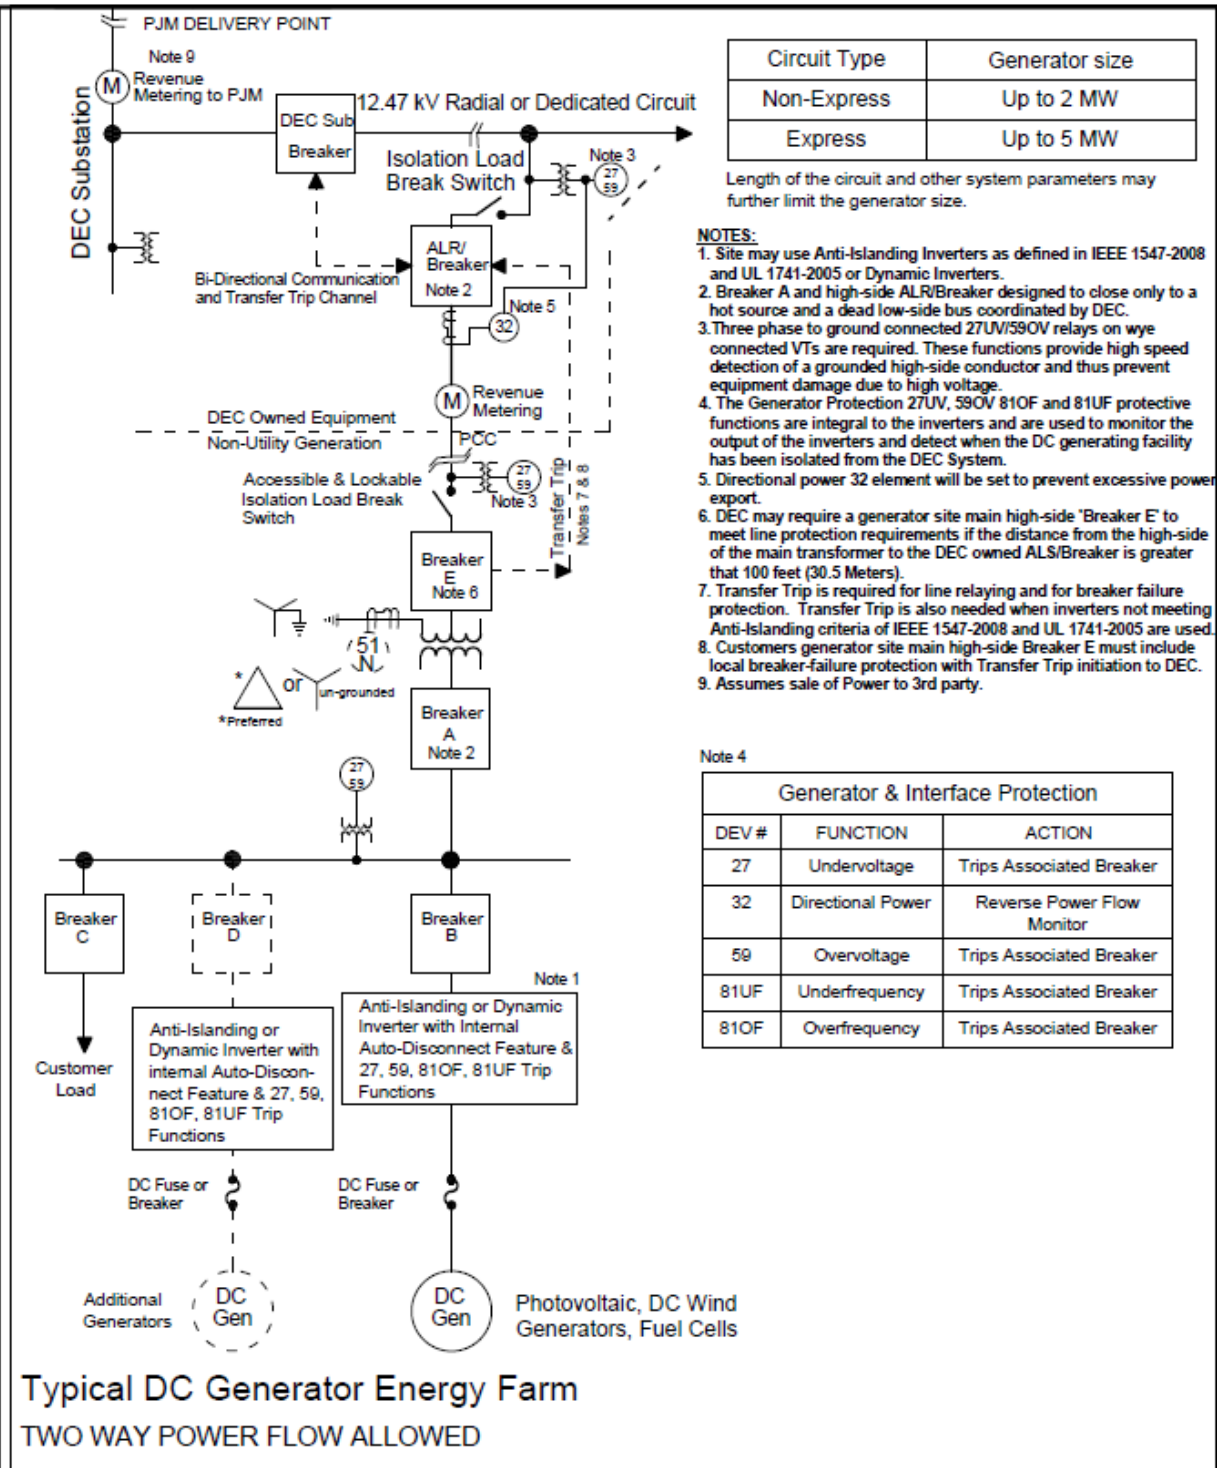 PJM DELIVERY POINT
Note 9
M
Revenue
Metering to PJM
DEC Substation
DEC Sub
Breaker
12.47 kV Radial or Dedicated Circuit
Isolation Load
Break Switch
Note 3
27
59
ALR/
Breaker
Note 2
Bi-Directional Communication
and Transfer Trip Channel
Note 5
32
M
Revenue
Metering
DEC Owned Equipment
Non-Utility Generation
PCC
27
59
Note 3
Accessible & Lockable
Isolation Load Break
Switch
Transfer Trip
Notes 7 & 8
Breaker
E
Note 6
51
N
*
or
un-grounded
*Preferred
Breaker
A
Note 2
27
59
Breaker
C
Breaker
D
Breaker
B
Note 1
Customer
Load
Anti-Islanding or
Dynamic Inverter with
internal Auto-Discon-
nect Feature & 27, 59,
81OF, 81UF Trip
Functions
Anti-Islanding or Dynamic
Inverter with Internal
Auto-Disconnect Feature &
27, 59, 81OF, 81UF Trip
Functions
DC Fuse or
Breaker
DC Fuse or
Breaker
Additional
Generators
DC
Gen
DC
Gen
Photovoltaic, DC Wind
Generators, Fuel Cells
Circuit Type Generator size
Non-Express Up to 2 MW
Express Up to 5 MW
Length of the circuit and other system parameters may
further limit the generator size.
NOTES:
1. Site may use Anti-Islanding Inverters as defined in IEEE 1547-2008
and UL 1741-2005 or Dynamic Inverters.
2. Breaker A and high-side ALR/Breaker designed to close only to a
hot source and a dead low-side bus coordinated by DEC.
3.Three phase to ground connected 27UV/59OV relays on wye
connected VTs are required. These functions provide high speed
detection of a grounded high-side conductor and thus prevent
equipment damage due to high voltage.
4. The Generator Protection 27UV, 59OV 81OF and 81UF protective
functions are integral to the inverters and are used to monitor the
output of the inverters and detect when the DC generating facility
has been isolated from the DEC System.
5. Directional power 32 element will be set to prevent excessive power
export.
6. DEC may require a generator site main high-side "Breaker E" to
meet line protection requirements if the distance from the high-side
of the main transformer to the DEC owned ALS/Breaker is greater
that 100 feet (30.5 Meters).
7. Transfer Trip is required for line relaying and for breaker failure
protection. Transfer Trip is also needed when inverters not meeting
Anti-Islanding criteria of IEEE 1547-2008 and UL 1741-2005 are used.
8. Customers generator site main high-side Breaker E must include
local breaker-failure protection with Transfer Trip initiation to DEC.
9. Assumes sale of Power to 3rd party.
Note 4
Generator & Interface Protection
DEV # FUNCTION ACTION
27 Undervoltage Trips Associated Breaker
32 Directional Power Reverse Power Flow
Monitor
59 Overvoltage Trips Associated Breaker
81UF Underfrequency Trips Associated Breaker
81OF Overfrequency Trips Associated Breaker
Typical DC Generator Energy Farm
TWO WAY POWER FLOW ALLOWED